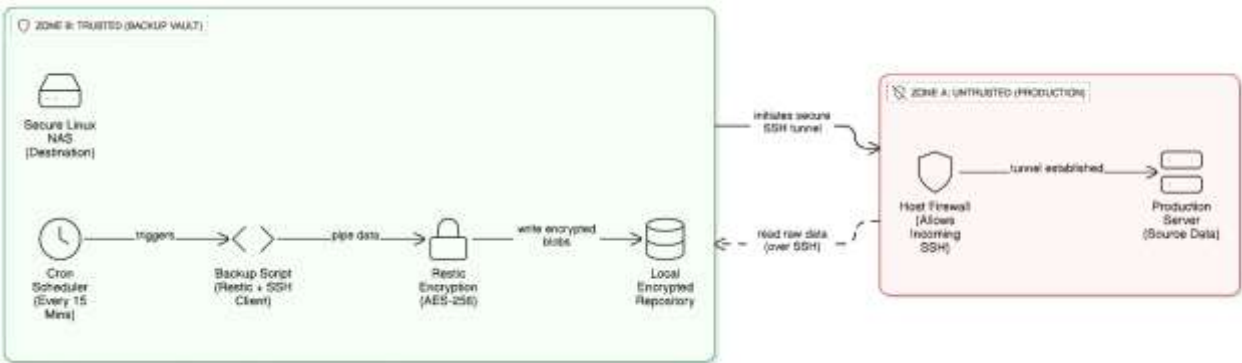 ZONE B: TRUSTED (BACKUP VAULT)
Secure Linux
NAS
(Destination)
Cron
Scheduler
(Every 15
Mins)
triggers
Backup Script
(Restic + SSH
Client)
pipe data
Restic
Encryption
(AES-256)
write encrypted
blobs
Local
Encrypted
Repository
initiates secure
SSH tunnel
read raw data
(over SSH)
ZONE A: UNTRUSTED (PRODUCTION)
Host Firewall
(Allows
Incoming
SSH)
tunnel established
Production
Server
(Source Data)